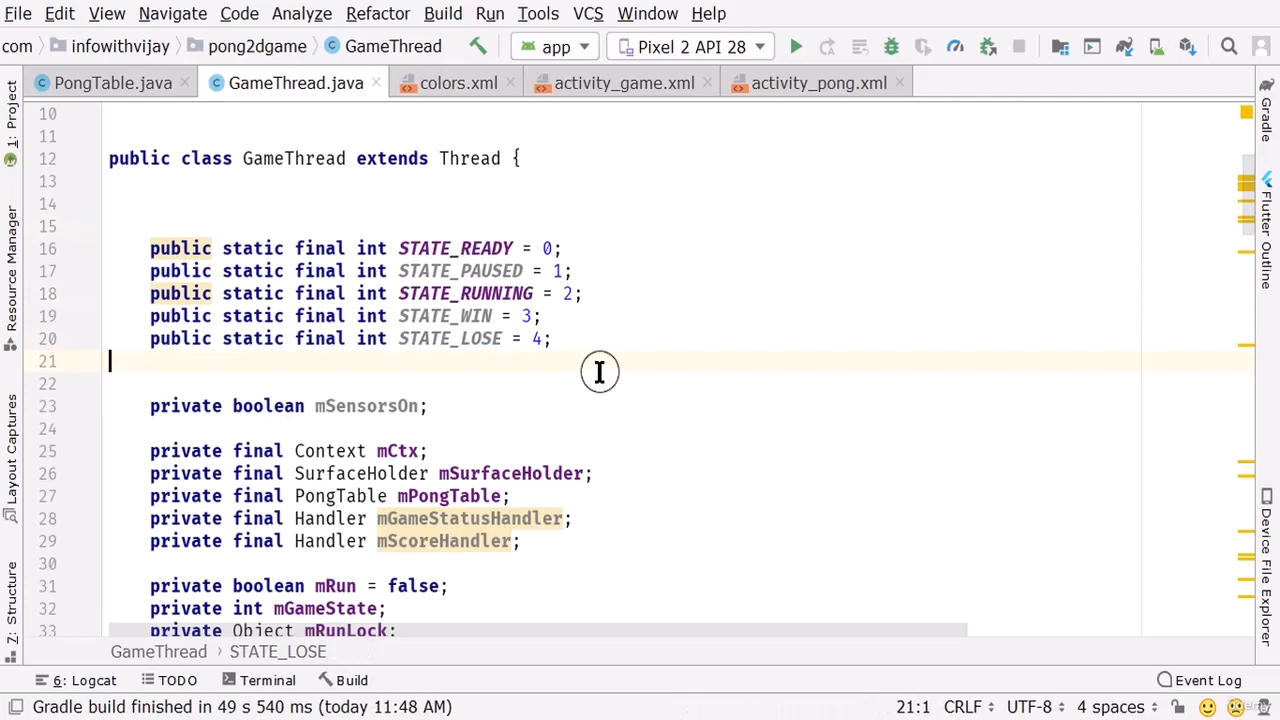 File Edit View Navigate Code Analyze Refactor Build Run Tools VCS Window Help
com infowithvijay pong2dgame GameThread app Pixel 2 API 28
PongTable.java GameThread.java colors.xml activity_game.xml activity_pong.xml
1: Project
Resource Manager
Layout Captures
Z: Structure
10
11
12 public class GameThread extends Thread {
13
14
15
16 public static final int STATE_READY = 0;
17 public static final int STATE_PAUSED = 1;
18 public static final int STATE_RUNNING = 2;
19 public static final int STATE_WIN = 3;
20 public static final int STATE_LOSE = 4;
21
22
23 private boolean mSensorsOn;
24
25 private final Context mCtx;
26 private final SurfaceHolder mSurfaceHolder;
27 private final PongTable mPongTable;
28 private final Handler mGameStatusHandler;
29 private final Handler mScoreHandler;
30
31 private boolean mRun = false;
32 private int mGameState;
33 private Object mRunLock;
Gradle
Flutter Outline
Device File Explorer
GameThread STATE_LOSE
6: Logcat TODO Terminal Build Event Log
Gradle build finished in 49 s 540 ms (today 11:48 AM) 21:1 CRLF UTF-8 4 spaces